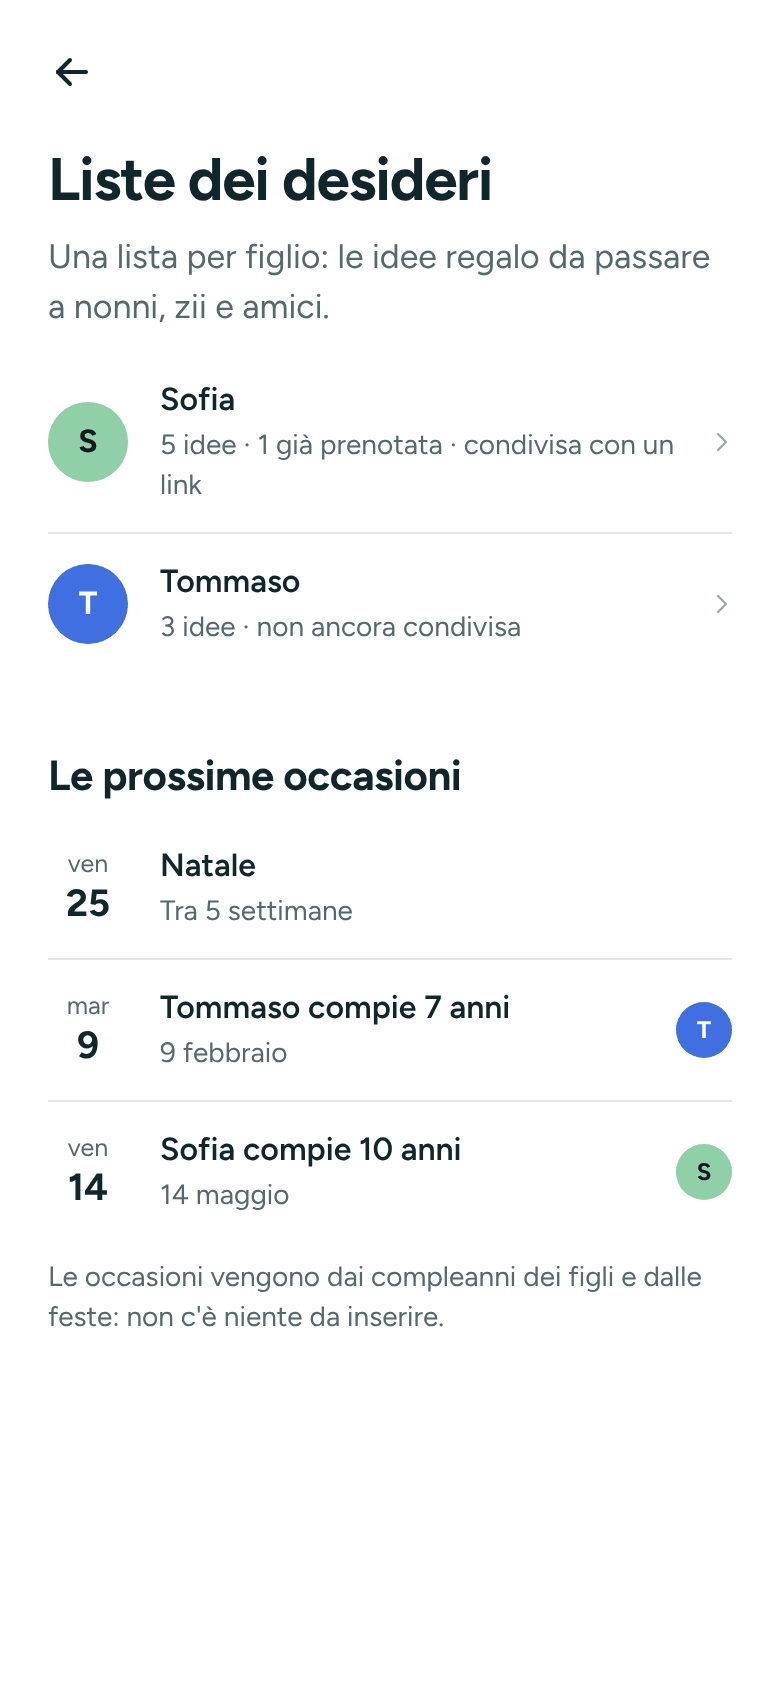 Liste dei desideri
Una lista per figlio: le idee regalo da passare
a nonni, zii e amici.
S
Sofia
5 idee · 1 già prenotata · condivisa con un
link
T
Tommaso
3 idee · non ancora condivisa
Le prossime occasioni
ven
25
Natale
Tra 5 settimane
mar
9
Tommaso compie 7 anni
9 febbraio
T
ven
14
Sofia compie 10 anni
14 maggio
S
Le occasioni vengono dai compleanni dei figli e dalle
feste: non c'è niente da inserire.